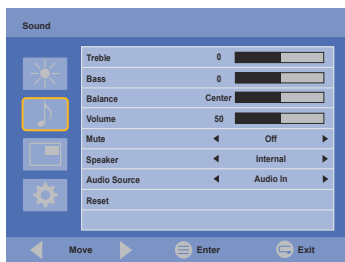 Sound
Treble 0
Bass 0
Balance Center
Volume 50
Mute Off
Speaker Internal
Audio Source Audio In
Reset
Move Enter Exit